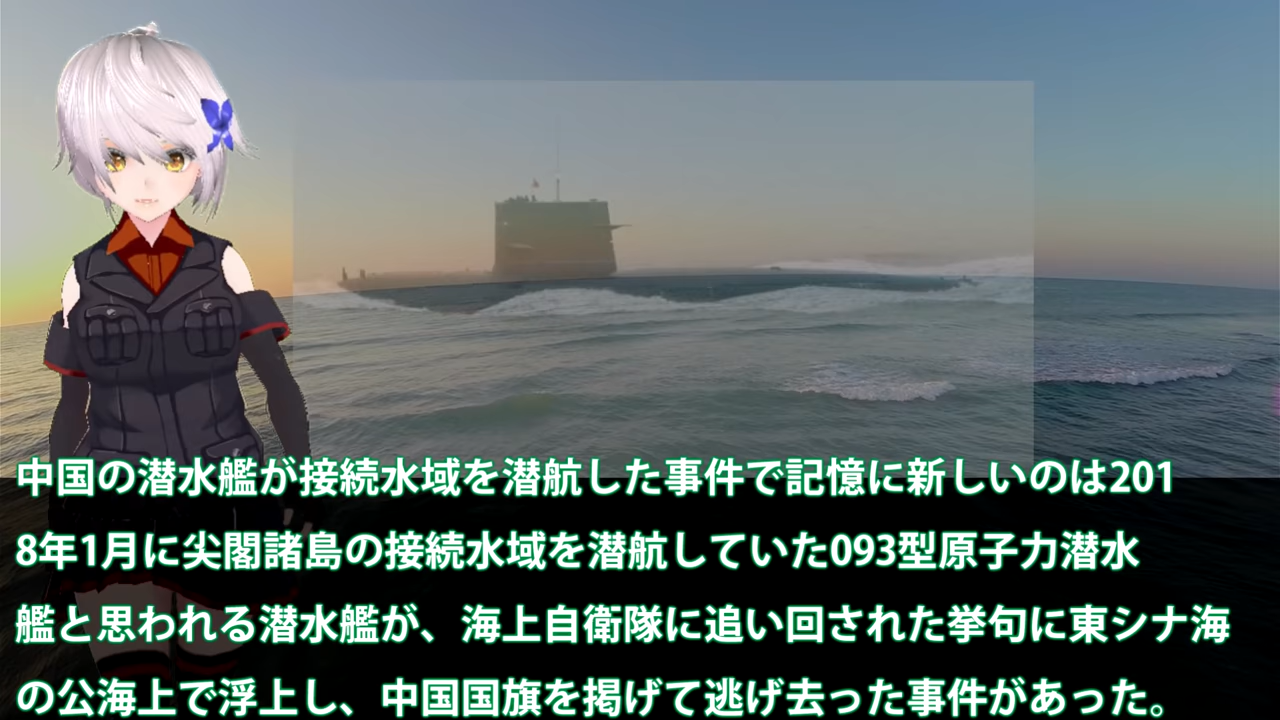 中国の潜水艦が接続水域を潜航した事件で記憶に新しいのは201
8年1月に尖閣諸島の接続水域を潜航していた093型原子力潜水
艦と思われる潜水艦が、海上自衛隊に追い回された挙句に東シナ海
の公海上で浮上し、中国国旗を掲げて逃げ去った事件があった。